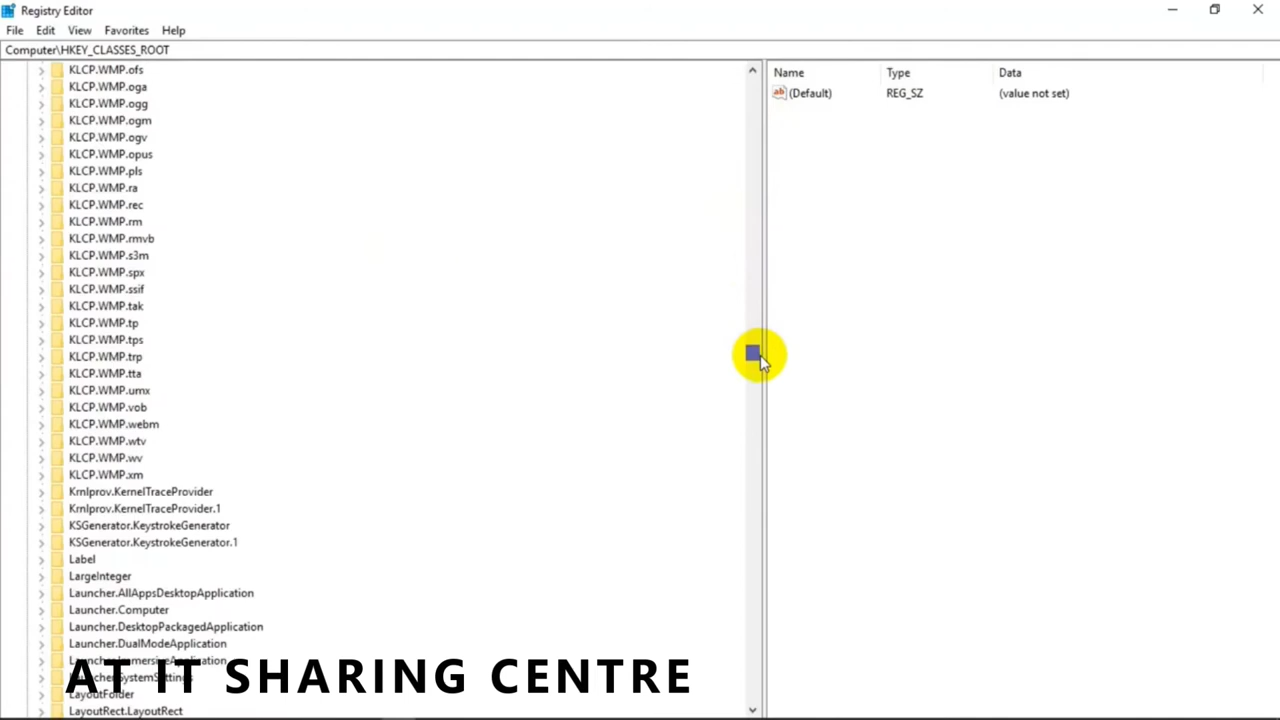 Registry Editor
File Edit View Favorites Help
Computer\HKEY_CLASSES_ROOT
KLCP.WMP.ofs
KLCP.WMP.oga
KLCP.WMP.ogg
KLCP.WMP.ogm
KLCP.WMP.ogv
KLCP.WMP.opus
KLCP.WMP.pls
KLCP.WMP.ra
KLCP.WMP.rec
KLCP.WMP.rm
KLCP.WMP.rmvb
KLCP.WMP.s3m
KLCP.WMP.spx
KLCP.WMP.ssif
KLCP.WMP.tak
KLCP.WMP.tp
KLCP.WMP.tps
KLCP.WMP.trp
KLCP.WMP.tta
KLCP.WMP.umx
KLCP.WMP.vob
KLCP.WMP.webm
KLCP.WMP.wtv
KLCP.WMP.wv
KLCP.WMP.xm
Krnlprov.KernelTraceProvider
Krnlprov.KernelTraceProvider.1
KSGenerator.KeystrokeGenerator
KSGenerator.KeystrokeGenerator.1
Label
LargeInteger
Launcher.AllAppsDesktopApplication
Launcher.Computer
Launcher.DesktopPackagedApplication
Launcher.DualModeApplication
Launcher.ImmersiveApplication
Launcher.SystemSettings
LayoutFolder
LayoutRect.LayoutRect
Name Type Data
ab (Default) REG_SZ (value not set)
AT IT SHARING CENTRE